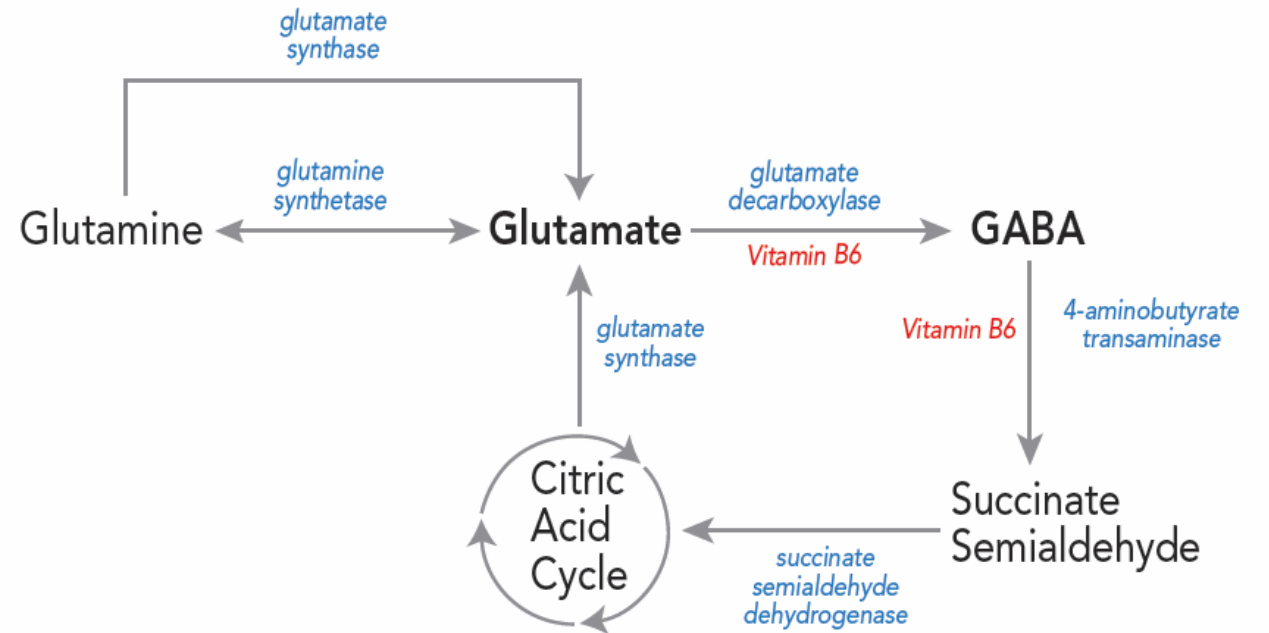 glutamate
synthase
glutamine
synthetase
glutamate
decarboxylase
Glutamine
Glutamate
GABA
Vitamin B6
4-aminobutyrate
transaminase
Vitamin B6
glutamate
synthase
Citric
Acid
Cycle
Succinate
Semialdehyde
succinate
semialdehyde
dehydrogenase